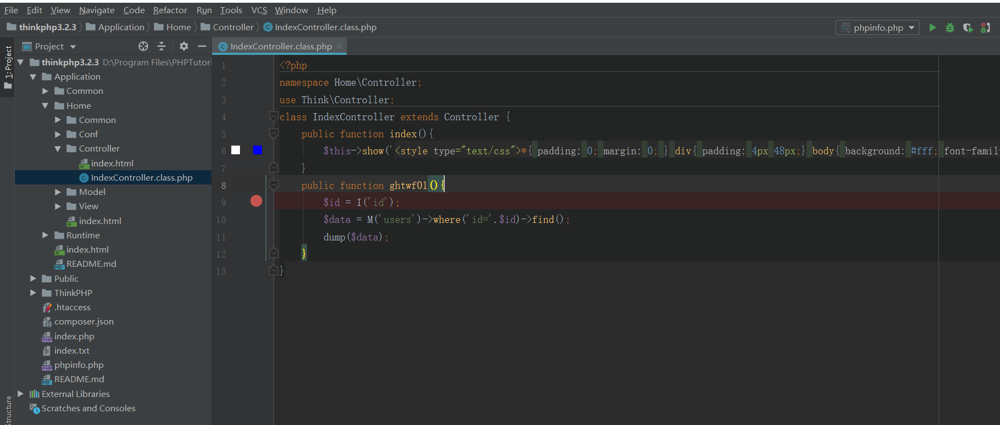 File Edit View Navigate Code Refactor Run Tools VCS Window Help
thinkphp3.2.3 Application Home Controller IndexController.class.php
phpinfo.php
1: Project
Structure
Project
thinkphp3.2.3 D:\Program Files\PHPTutori
Application
Common
Home
Common
Conf
Controller
index.html
IndexController.class.php
Model
View
index.html
Runtime
index.html
README.md
Public
ThinkPHP
.htaccess
composer.json
index.php
index.txt
phpinfo.php
README.md
External Libraries
Scratches and Consoles
IndexController.class.php
1 <?php
2 namespace Home\Controller;
3 use Think\Controller;
4 class IndexController extends Controller {
5 public function index(){
6 $this->show('<style type="text/css">*{ padding: 0; margin: 0; } div{ padding: 4px 48px;} body{ background: #fff; font-family
7 }
8 public function ghtwf01(){
9 $id = I('id');
10 $data = M('users')->where('id='.$id)->find();
11 dump($data);
12 }
13 }